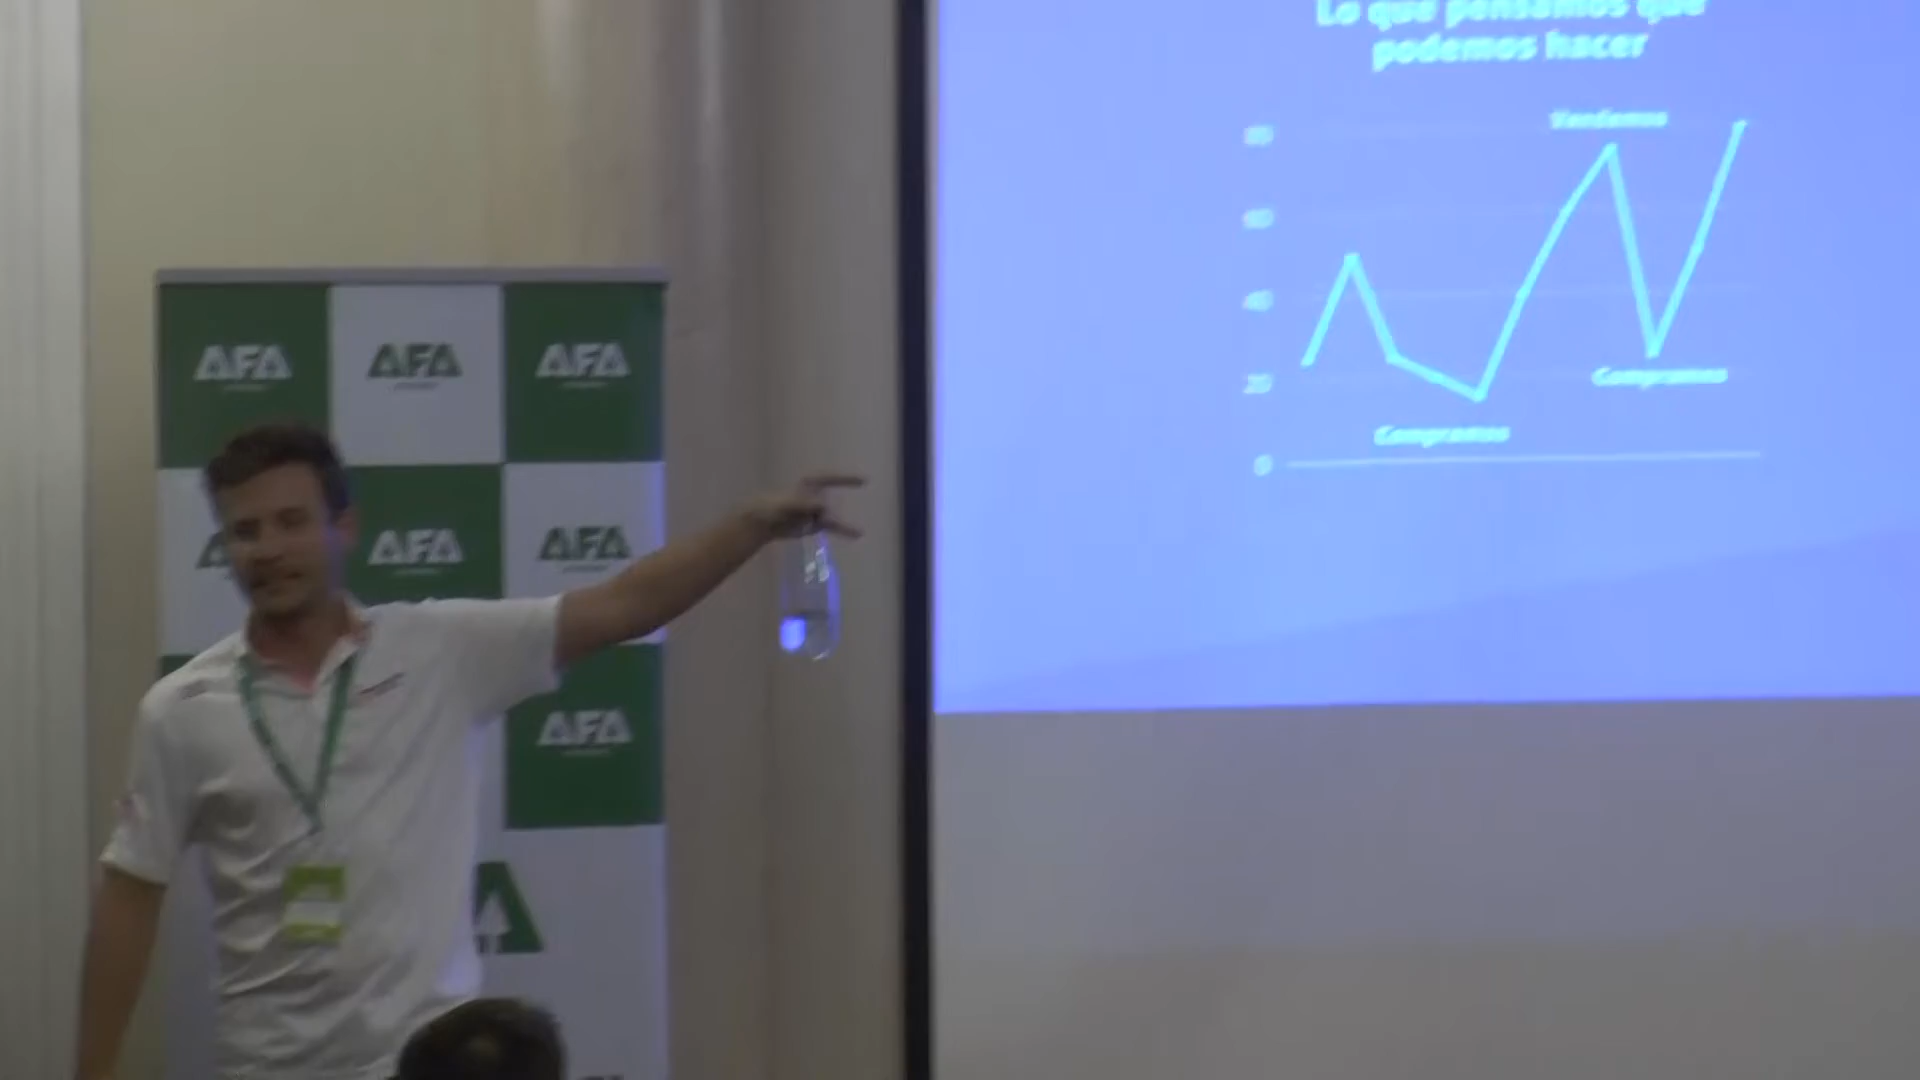 Lo que pensamos que
podemos hacer
80
Vendemos
60
40
20
Compramos
Compramos
0
AFA
AFA
AFA
AFA
AFA
AFA